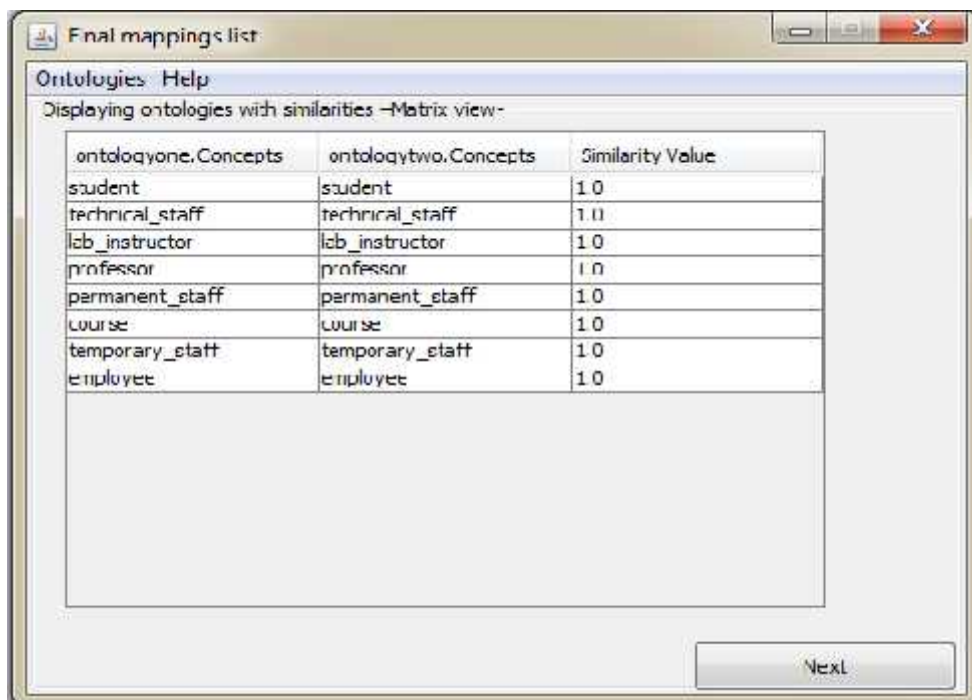 Final mappings list
Ontologies Help
Displaying ontologies with similarities -Matrix view-
ontologyone.Concepts ontologytwo.Concepts Similarity Value
student student 1.0
technical_staff technical_staff 1.0
lab_instructor lab_instructor 1.0
professor professor 1.0
permanent_staff permanent_staff 1.0
course course 1.0
temporary_staff temporary_staff 1.0
employee employee 1.0
Next